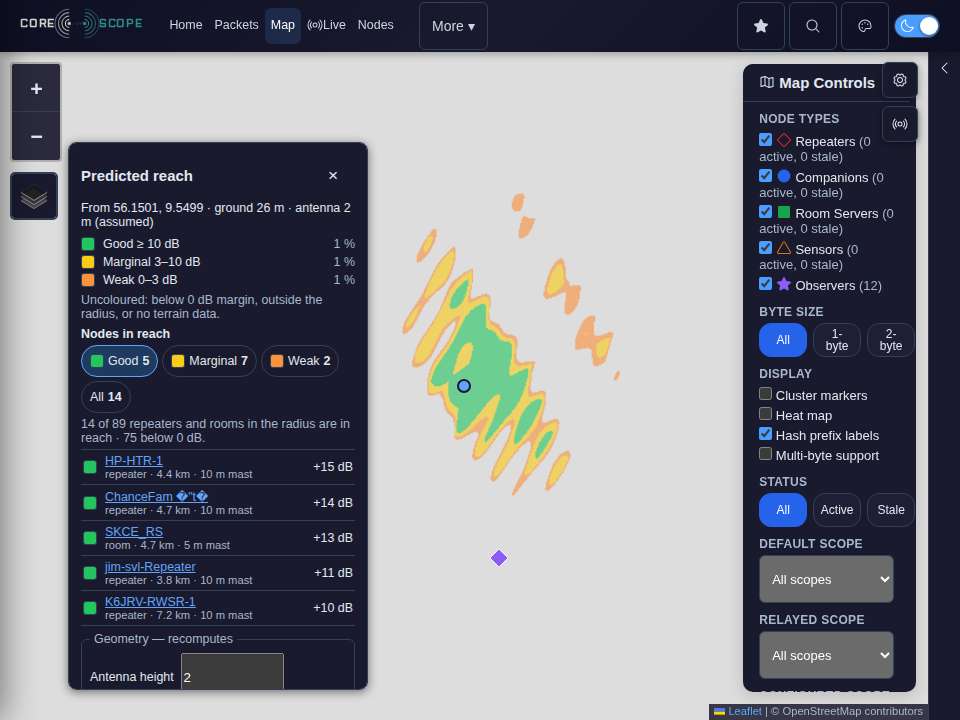 CORE SCOPE
Home Packets Map Live Nodes More ▾
+
−
Predicted reach ✕
From 56.1501, 9.5499 · ground 26 m · antenna 2
m (assumed)
Good ≥ 10 dB 1 %
Marginal 3–10 dB 1 %
Weak 0–3 dB 1 %
Uncoloured: below 0 dB margin, outside the
radius, or no terrain data.
Nodes in reach
Good 5 Marginal 7 Weak 2
All 14
14 of 89 repeaters and rooms in the radius are in
reach · 75 below 0 dB.
HP-HTR-1
repeater · 4.4 km · 10 m mast
+15 dB
ChanceFam �"t�
repeater · 4.7 km · 10 m mast
+14 dB
SKCE_RS
room · 4.7 km · 5 m mast
+13 dB
jim-svl-Repeater
repeater · 3.8 km · 10 m mast
+11 dB
K6JRV-RWSR-1
repeater · 7.2 km · 10 m mast
+10 dB
Geometry — recomputes
Antenna height 2
Map Controls
NODE TYPES
Repeaters (0
active, 0 stale)
Companions (0
active, 0 stale)
Room Servers (0
active, 0 stale)
Sensors (0
active, 0 stale)
Observers (12)
BYTE SIZE
All 1-
byte 2-
byte
DISPLAY
Cluster markers
Heat map
Hash prefix labels
Multi-byte support
STATUS
All Active Stale
DEFAULT SCOPE
All scopes
RELAYED SCOPE
All scopes
Leaflet | © OpenStreetMap contributors